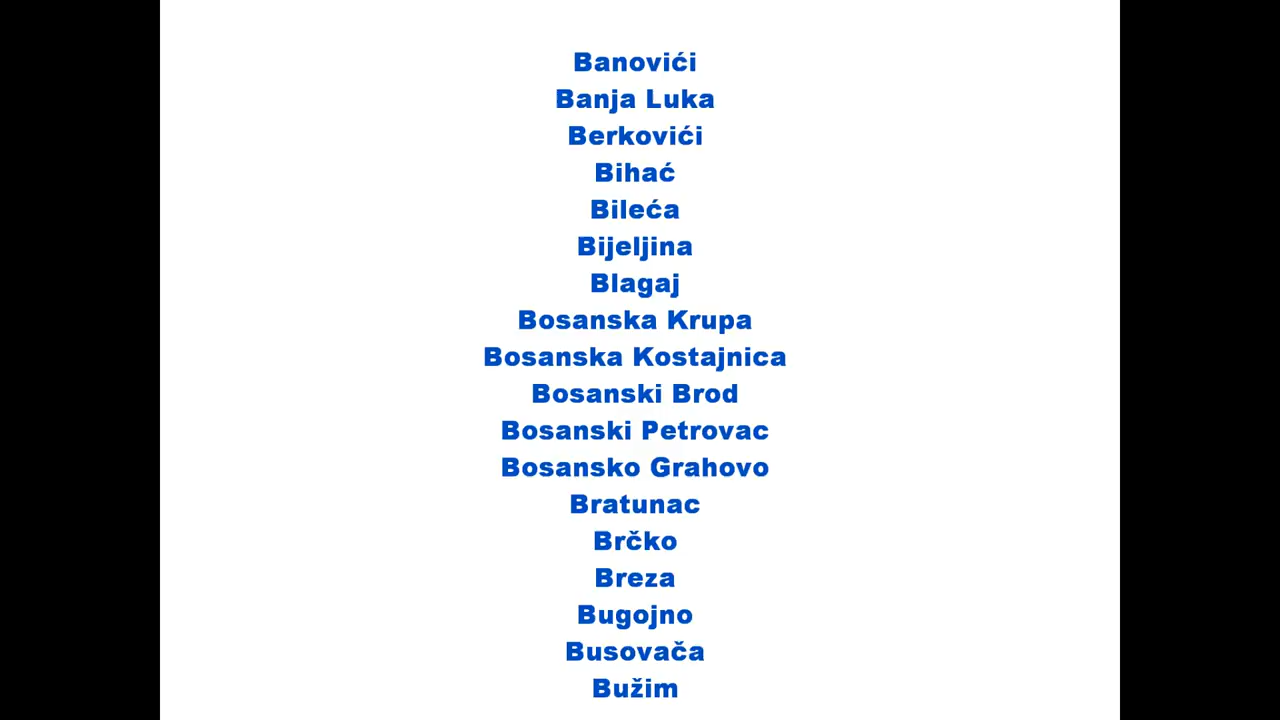 Banovići
Banja Luka
Berkovići
Bihać
Bileća
Bijeljina
Blagaj
Bosanska Krupa
Bosanska Kostajnica
Bosanski Brod
Bosanski Petrovac
Bosansko Grahovo
Bratunac
Brčko
Breza
Bugojno
Busovača
Bužim